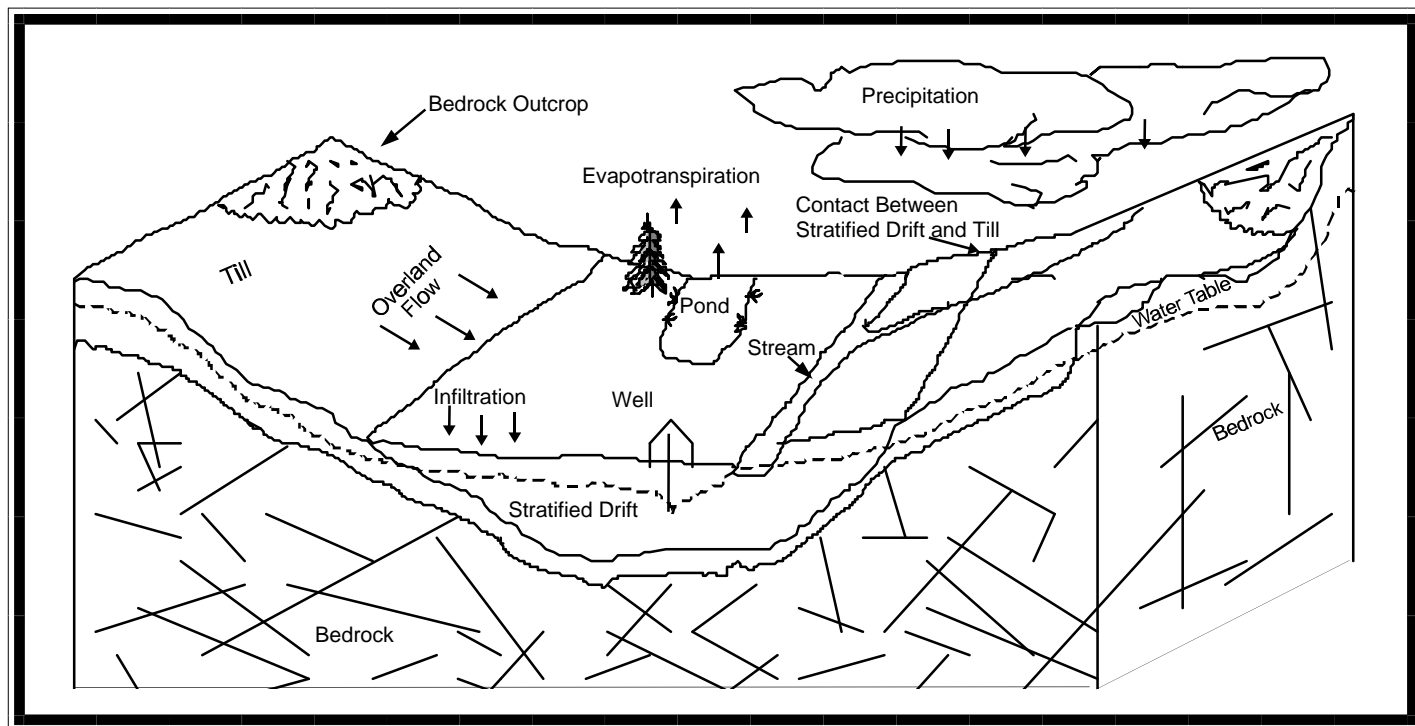 Precipitation
Bedrock Outcrop
Evapotranspiration
Contact Between
Stratified Drift and Till
Till
Overland
Flow
Pond
Water Table
Stream
Infiltration
Well
Bedrock
Stratified Drift
Bedrock